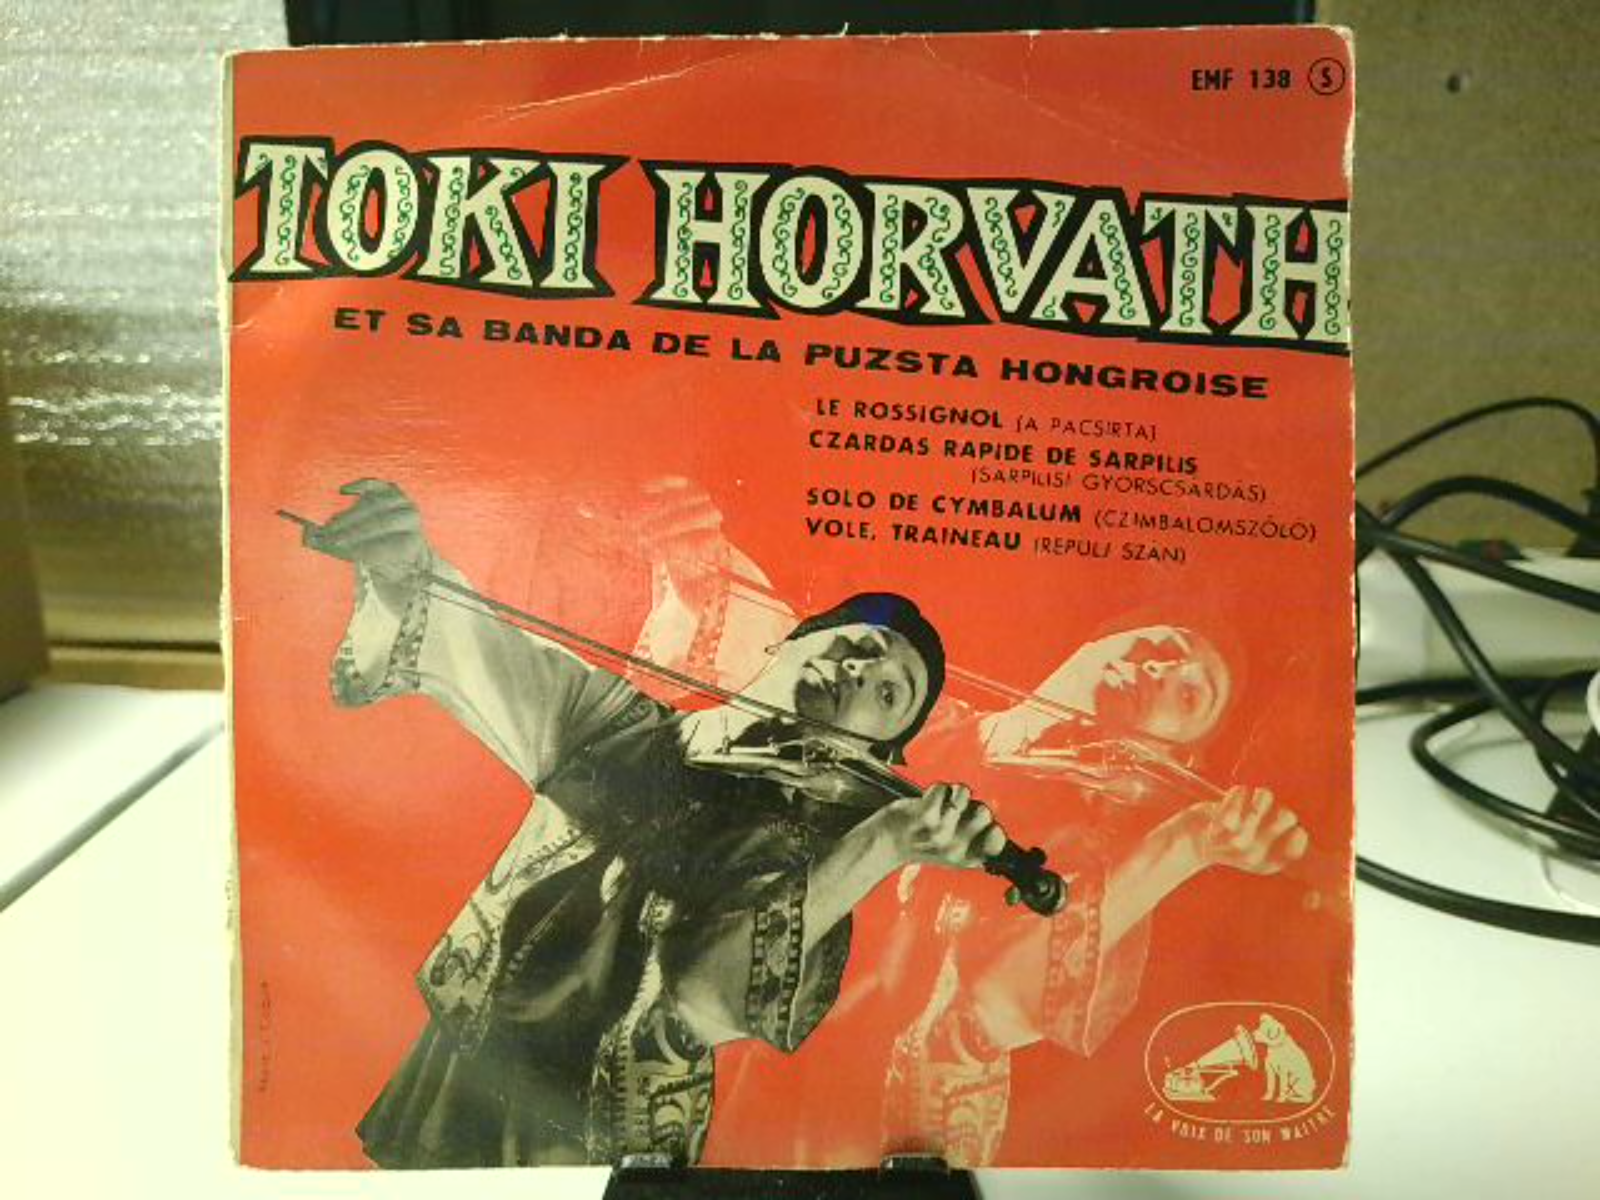 EMF 138 S
TOKI HORVATH
ET SA BANDA DE LA PUZSTA HONGROISE
LE ROSSIGNOL (A PACSIRTA)
CZARDAS RAPIDE DE SARPILIS
(SARPILISI GYORSCSARDAS)
SOLO DE CYMBALUM (CZIMBALOMSZÓLÓ)
VOLE, TRAINEAU (REPÜLJ SZÁN)
LA VOIX DE SON MAITRE